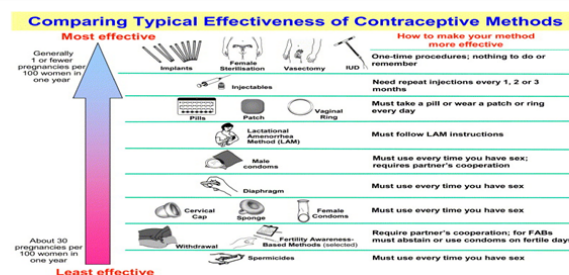 Comparing Typical Effectiveness of Contraceptive Methods
Most effective
How to make your method
more effective
Generally
1 or fewer
pregnancies per
100 women in
one year
Implants
Female
Sterilisation
Vasectomy
IUD
One-time procedures; nothing to do or
remember
Injectables
Need repeat injections every 1, 2 or 3
months
Pills
Patch
Vaginal
Ring
Must take a pill or wear a patch or ring
every day
Lactational
Amenorrhea
Method (LAM)
Must follow LAM instructions
Male
condoms
Must use every time you have sex;
requires partner's cooperation
Diaphragm
Must use every time you have sex
Cervical
Cap
Sponge
Female
Condoms
Must use every time you have sex
About 30
pregnancies per
100 women in
one year
Withdrawal
Fertility Awareness-
Based Methods (selected)
Require partner's cooperation; for FABs
must abstain or use condoms on fertile day
Spermicides
Must use every time you have sex
Least effective